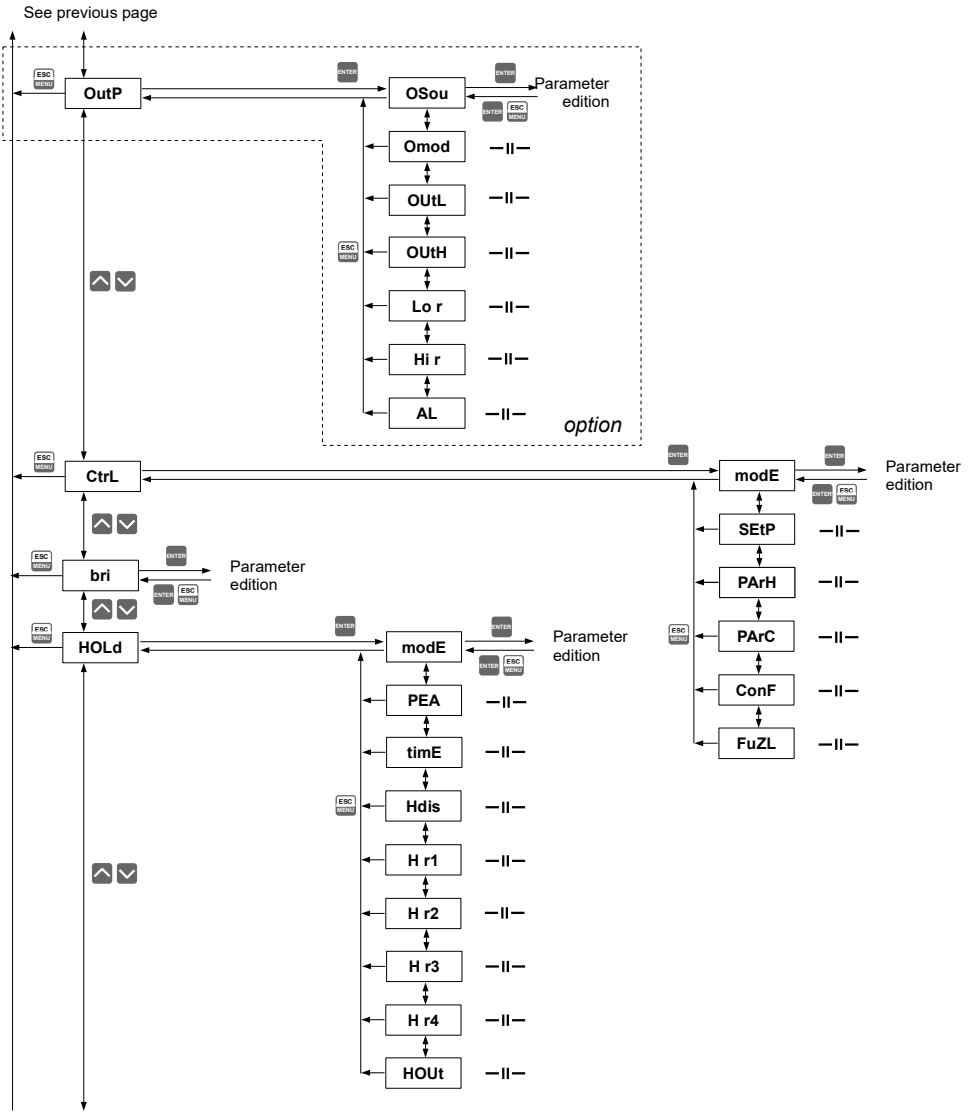 See previous page
ESC
MENU
OutP
ENTER
OSou
ENTER
Parameter
edition
ENTER
ESC
MENU
Omod
—II—
OUtL
—II—
ESC
MENU
OUtH
—II—
Lo r
—II—
Hi r
—II—
AL
—II—
option
ESC
MENU
CtrL
ENTER
modE
ENTER
Parameter
edition
ENTER
ESC
MENU
SEtP
—II—
PArH
—II—
ESC
MENU
PArC
—II—
ConF
—II—
FuZL
—II—
ESC
MENU
bri
ENTER
Parameter
edition
ENTER
ESC
MENU
ESC
MENU
HOLd
ENTER
modE
ENTER
Parameter
edition
ENTER
ESC
MENU
PEA
—II—
timE
—II—
ESC
MENU
Hdis
—II—
H r1
—II—
H r2
—II—
H r3
—II—
H r4
—II—
HOUt
—II—